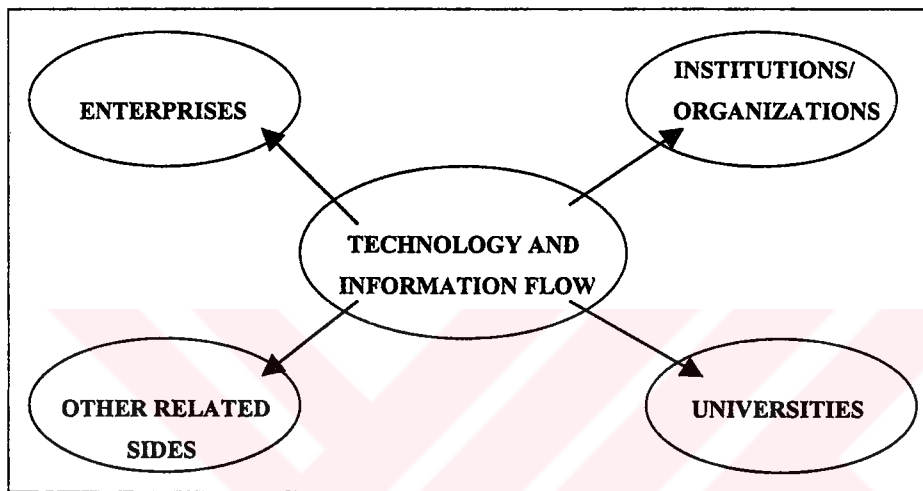 ENTERPRISES
INSTITUTIONS/
ORGANIZATIONS
TECHNOLOGY AND
INFORMATION FLOW
OTHER RELATED
SIDES
UNIVERSITIES